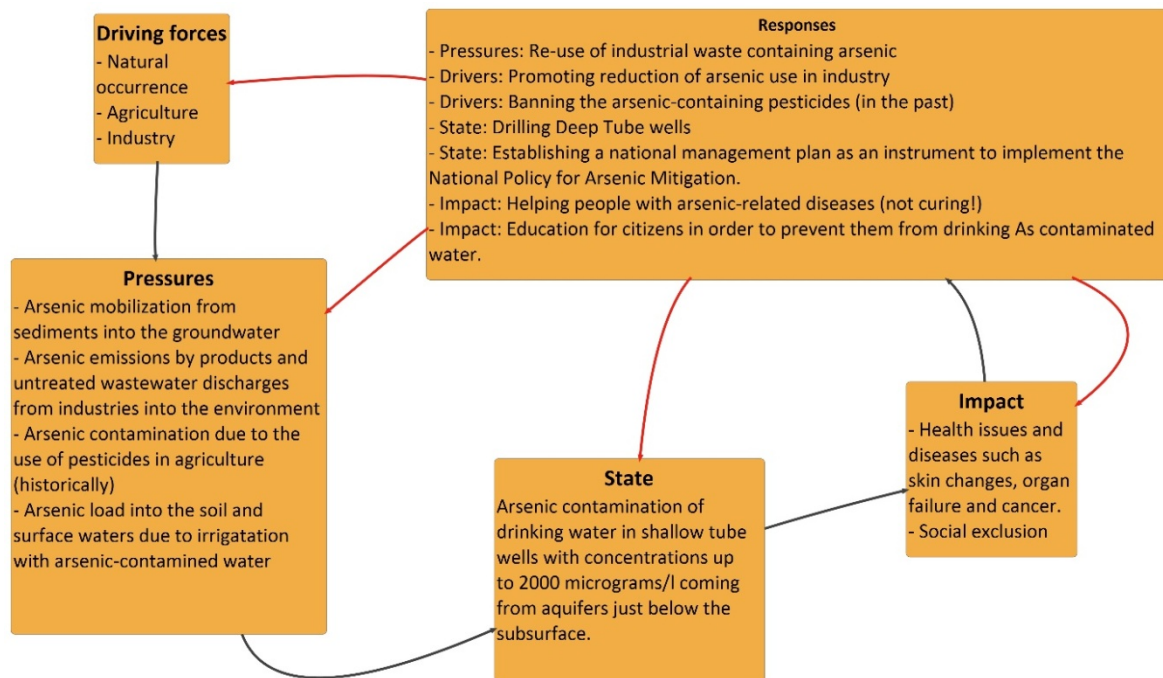 Driving forces
- Natural
occurrence
- Agriculture
- Industry
Responses
- Pressures: Re-use of industrial waste containing arsenic
- Drivers: Promoting reduction of arsenic use in industry
- Drivers: Banning the arsenic-containing pesticides (in the past)
- State: Drilling Deep Tube wells
- State: Establishing a national management plan as an instrument to implement the
National Policy for Arsenic Mitigation.
- Impact: Helping people with arsenic-related diseases (not curing!)
- Impact: Education for citizens in order to prevent them from drinking As contaminated
water.
Pressures
- Arsenic mobilization from
sediments into the groundwater
- Arsenic emissions by products and
untreated wastewater discharges
from industries into the environment
- Arsenic contamination due to the
use of pesticides in agriculture
(historically)
- Arsenic load into the soil and
surface waters due to irrigatation
with arsenic-contamined water
State
Arsenic contamination of
drinking water in shallow tube
wells with concentrations up
to 2000 micrograms/l coming
from aquifers just below the
subsurface.
Impact
- Health issues and
diseases such as
skin changes, organ
failure and cancer.
- Social exclusion